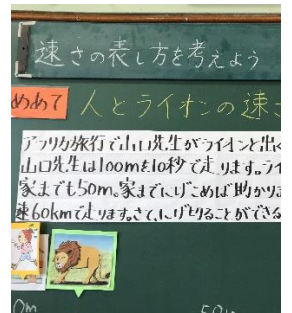 速さの表し方を考えよう
めあて 人とライオンの速さ
アフリカ旅行で山口先生がライオンと出く
山口先生は100mを10秒で走ります。ライ
家まで150m。家までにげこめば助かりま
速60kmで走ります。さて、にげきることができる
0m 50m